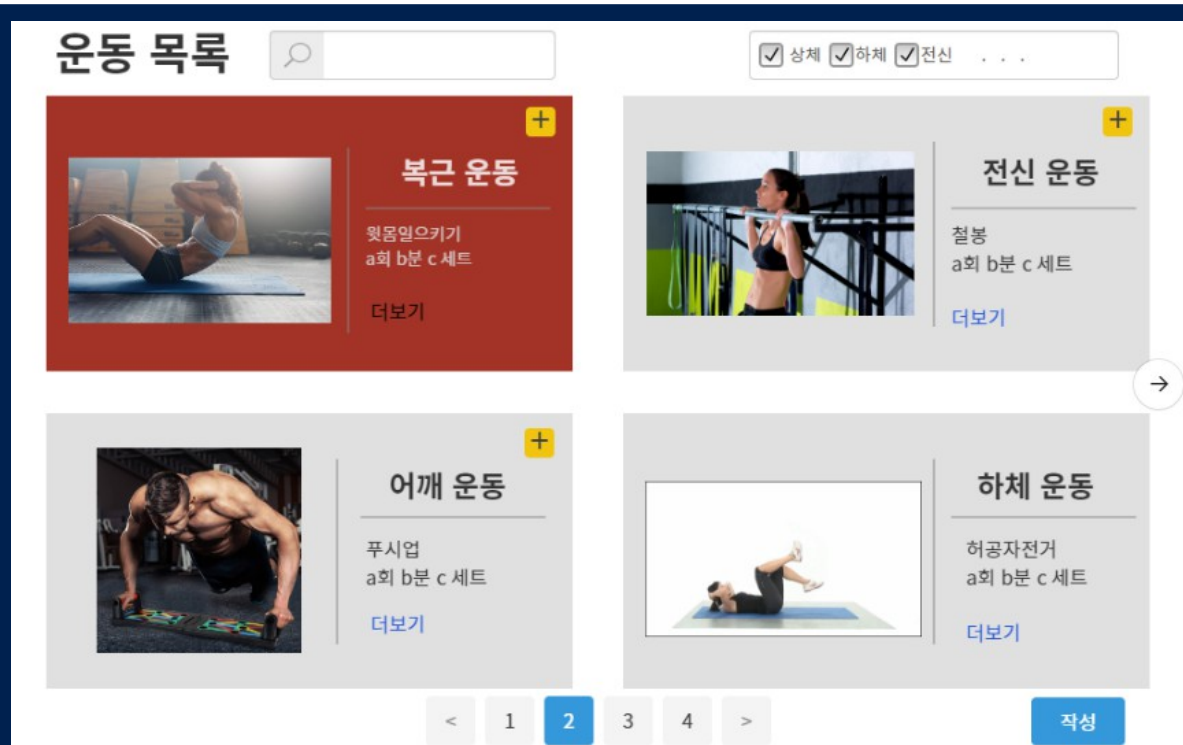 운동 목록
상체 하체 전신 . . .
+
복근 운동
윗몸일으키기
a회 b분 c 세트
더보기
+
전신 운동
철봉
a회 b분 c 세트
더보기
→
+
어깨 운동
푸시업
a회 b분 c 세트
더보기
하체 운동
허공자전거
a회 b분 c 세트
더보기
< 1 2 3 4 >
작성